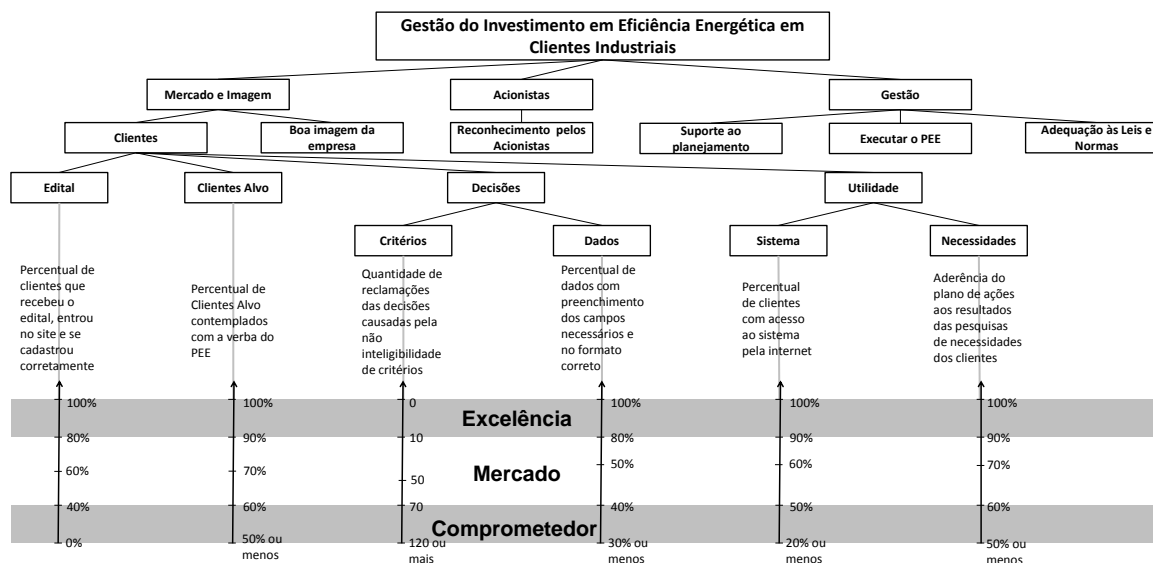 Gestão do Investimento em Eficiência Energética em
Clientes Industriais
Mercado e Imagem
Acionistas
Gestão
Clientes
Boa imagem da
empresa
Reconhecimento pelos
Acionistas
Suporte ao
planejamento
Executar o PEE
Adequação às Leis e
Normas
Edital
Clientes Alvo
Decisões
Utilidade
Critérios
Dados
Sistema
Necessidades
Percentual de
clientes que
recebeu o
edital, entrou
no site e se
cadastrou
corretamente
Percentual de
Clientes Alvo
contemplados
com a verba do
PEE
Quantidade de
reclamações
das decisões
causadas pela
não
inteligibilidade
de critérios
Percentual de
dados com
preenchimento
dos campos
necessários e
no formato
correto
Percentual
de clientes
com acesso
ao sistema
pela internet
Aderência do
plano de ações
aos resultados
das pesquisas
de necessidades
dos clientes
100%
100%
0
100%
100%
100%
Excelência
80%
90%
10
80%
90%
90%
60%
70%
50
50%
60%
70%
Mercado
40%
60%
70
40%
50%
60%
Comprometedor
0%
50% ou
menos
120 ou
mais
30% ou
menos
20% ou
menos
50% ou
menos